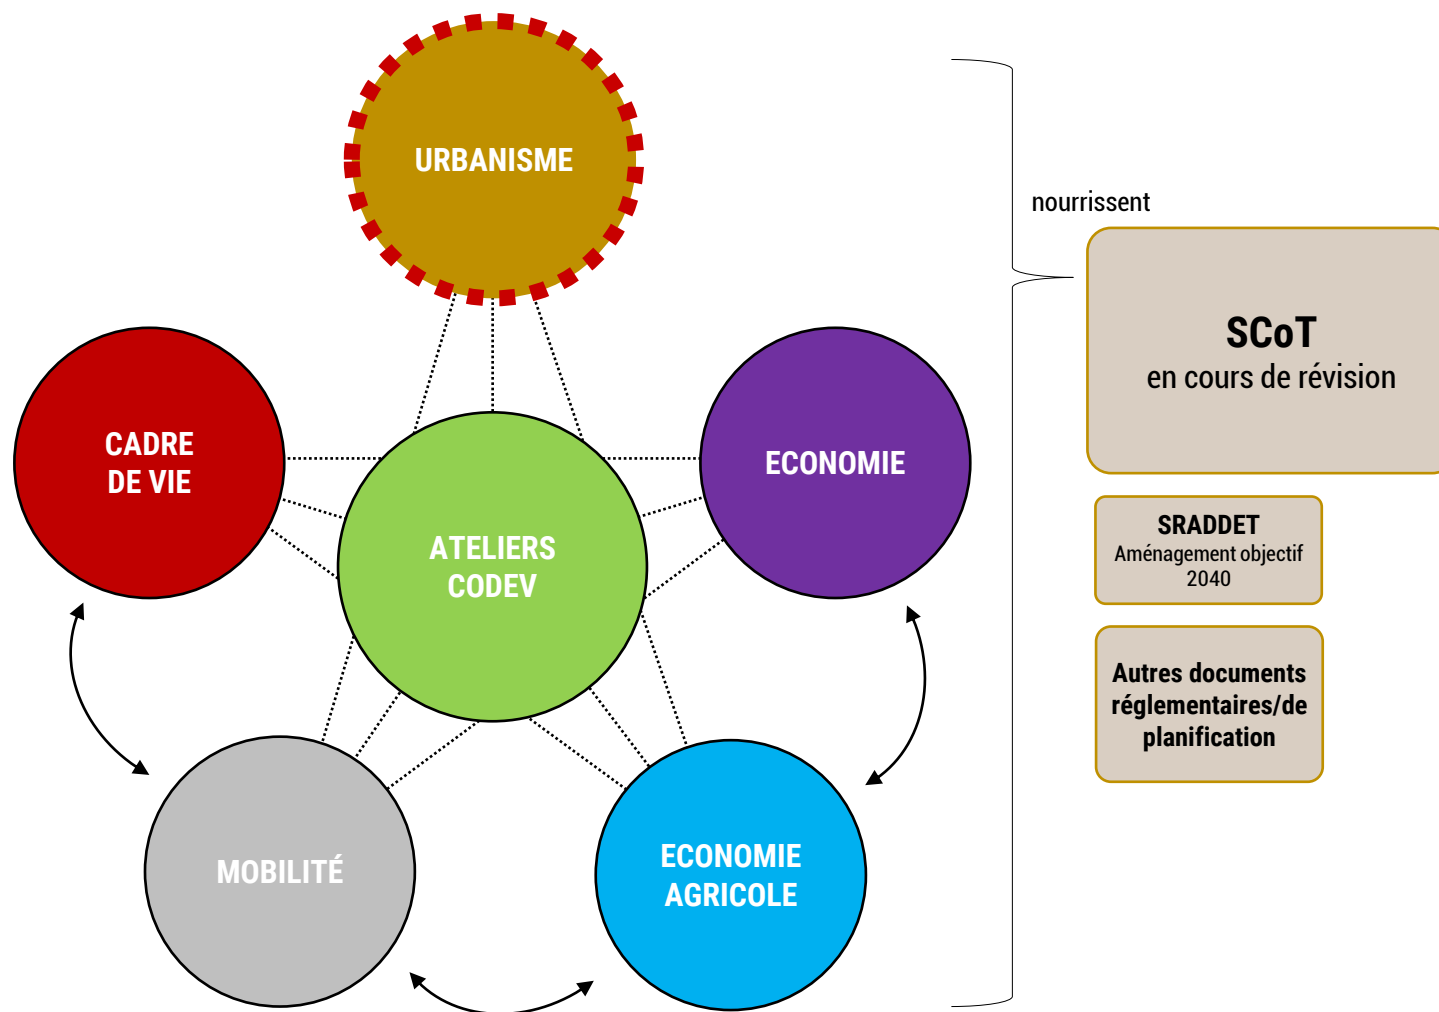 URBANISME
nourrissent
SCoT
en cours de révision
CADRE
DE VIE
ECONOMIE
ATELIERS
CODEV
SRADDET
Aménagement objectif
2040
Autres documents
réglementaires/de
planification
MOBILITÉ
ECONOMIE
AGRICOLE